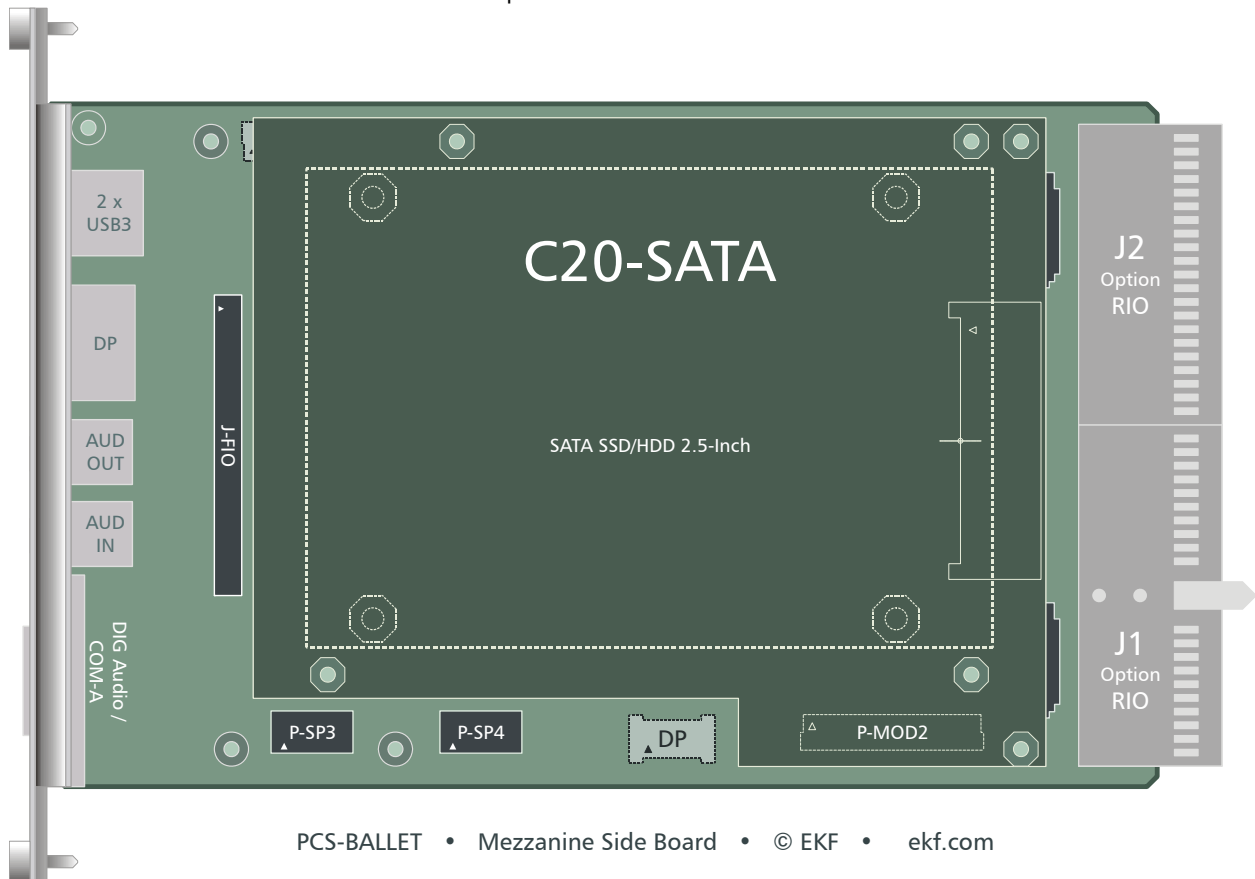 2 x
USB3
DP
AUD
OUT
AUD
IN
DIG Audio /
COM-A
J-FIO
C20-SATA
SATA SSD/HDD 2.5-Inch
J2
Option
RIO
J1
Option
RIO
P-SP3
P-SP4
DP
P-MOD2
PCS-BALLET • Mezzanine Side Board • © EKF • ekf.com